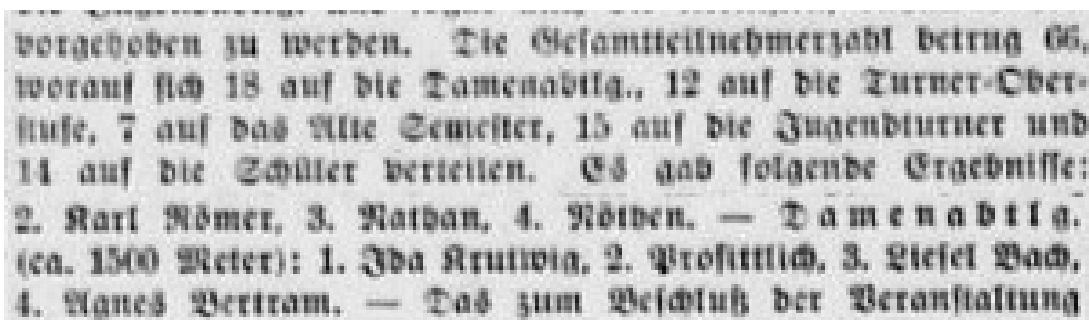 vorgehoben zu werden. Die Gesamtteilnehmerzahl betrug 66,
worauf sich 18 auf die Damenabtlg., 12 auf die Turner-Ober-
stufe, 7 auf das Alte Semester, 15 auf die Jugendturner und
14 auf die Schüler verteilen. Es gab folgende Ergebnisse:
2. Karl Römer, 3. Nathan, 4. Nöthen. — Damenabtlg.
(ca. 1500 Meter): 1. Ida Krutwig, 2. Profittlich, 3. Liesel Bach,
4. Agnes Bertram. — Das zum Beschluß der Veranstaltung